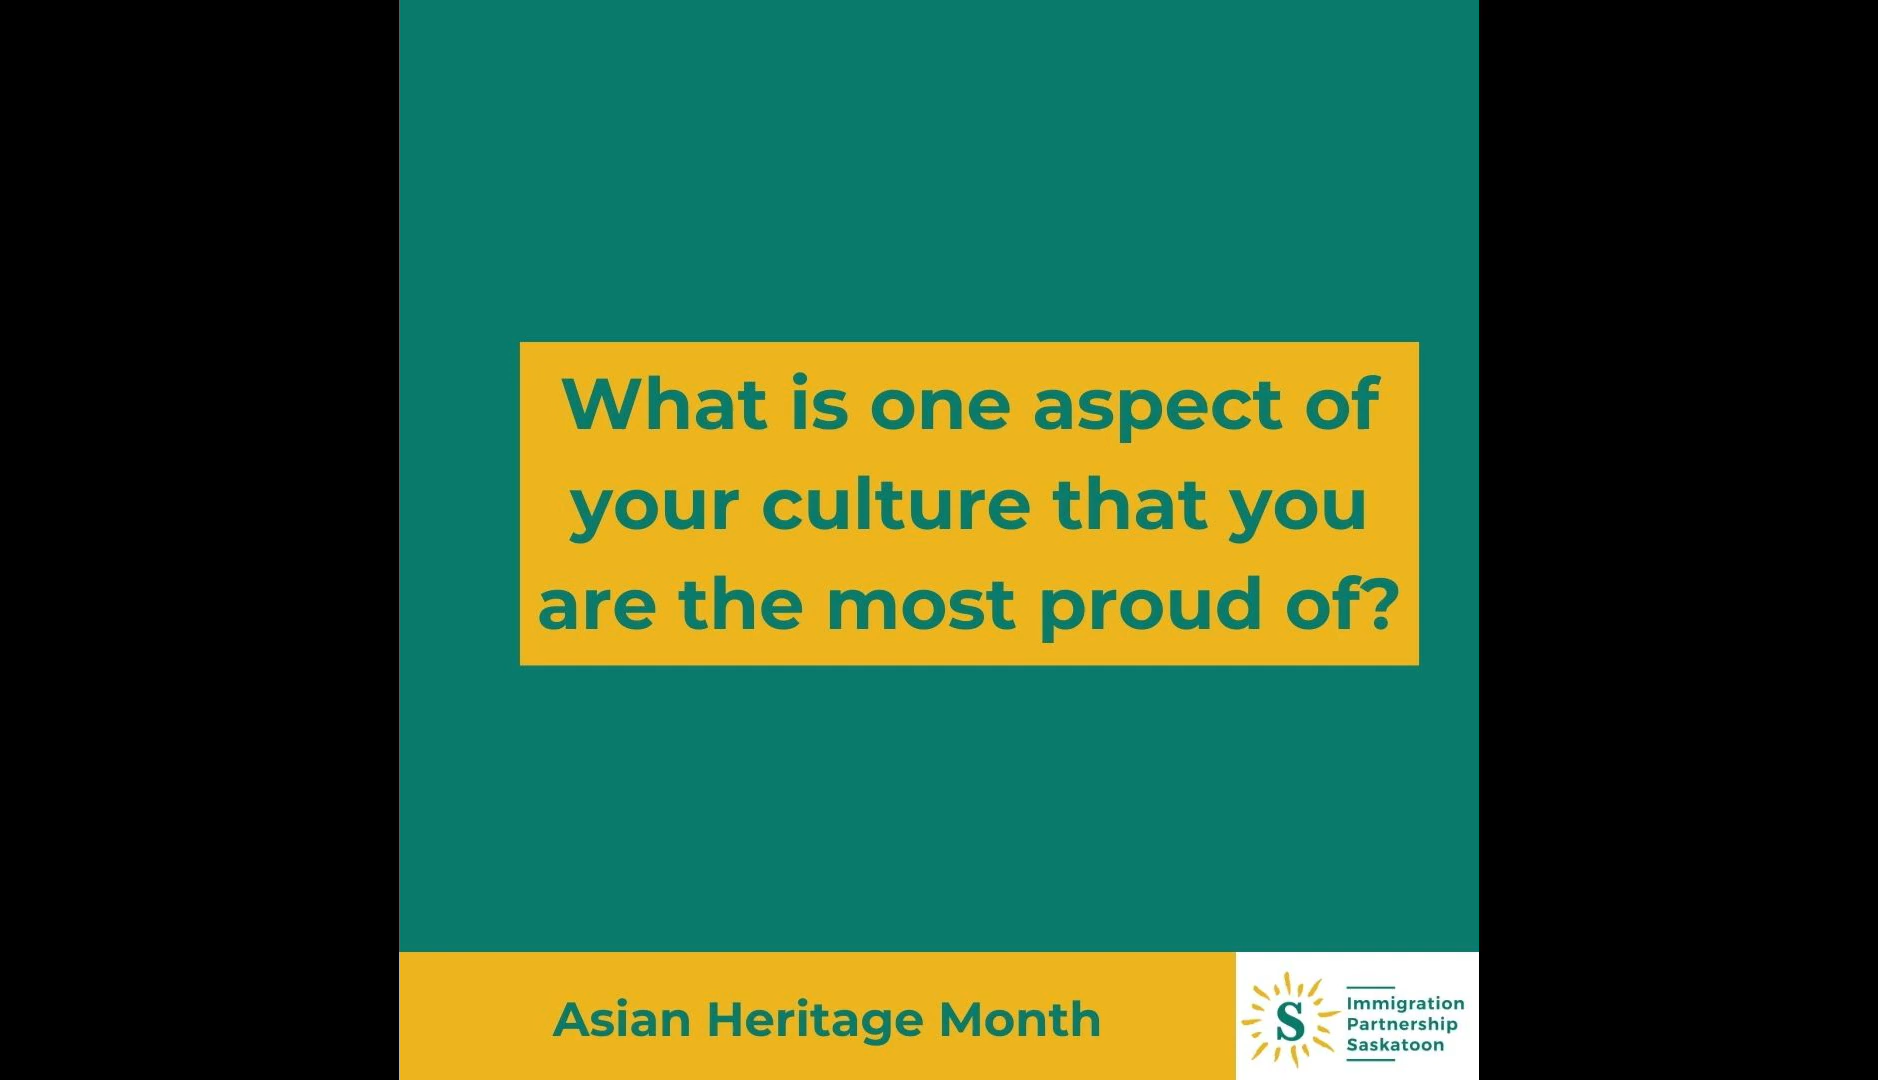 What is one aspect of
your culture that you
are the most proud of?
Asian Heritage Month
S
Immigration
Partnership
Saskatoon